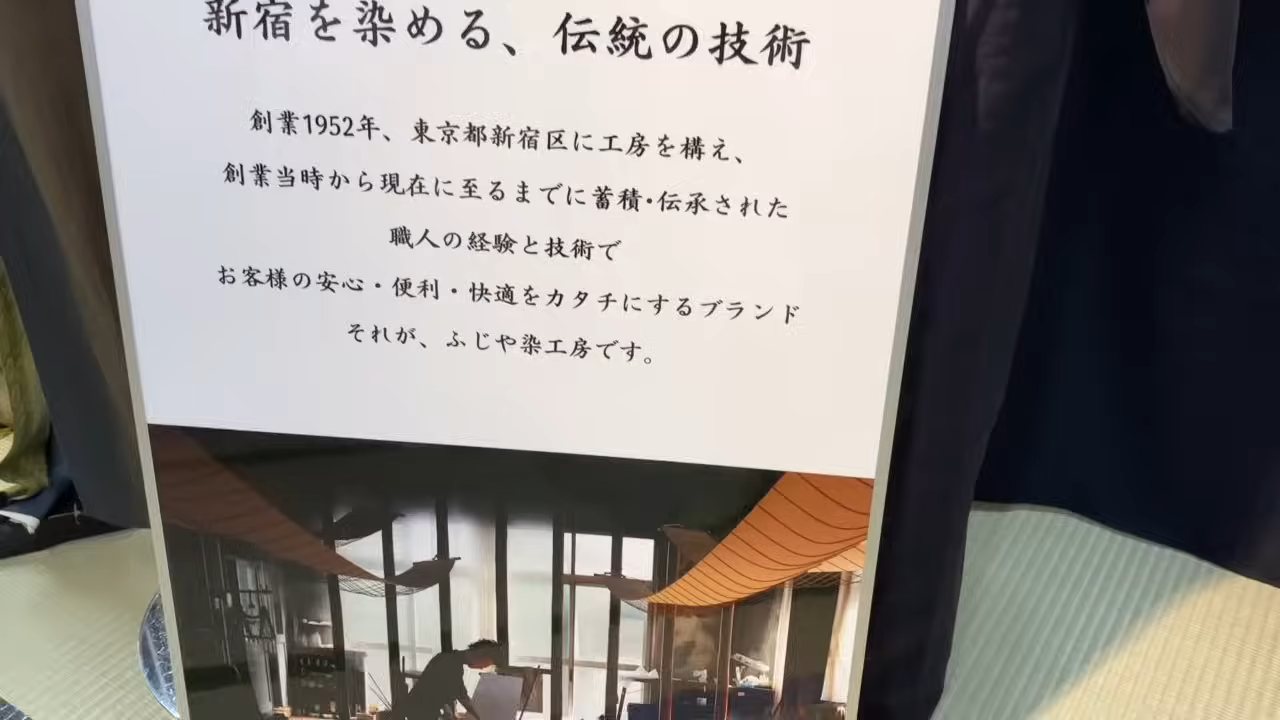 新宿を染める、伝統の技術
創業1952年、東京都新宿区に工房を構え、
創業当時から現在に至るまでに蓄積・伝承された
職人の経験と技術で
お客様の安心・便利・快適をカタチにするブランド
それが、ふじや染工房です。